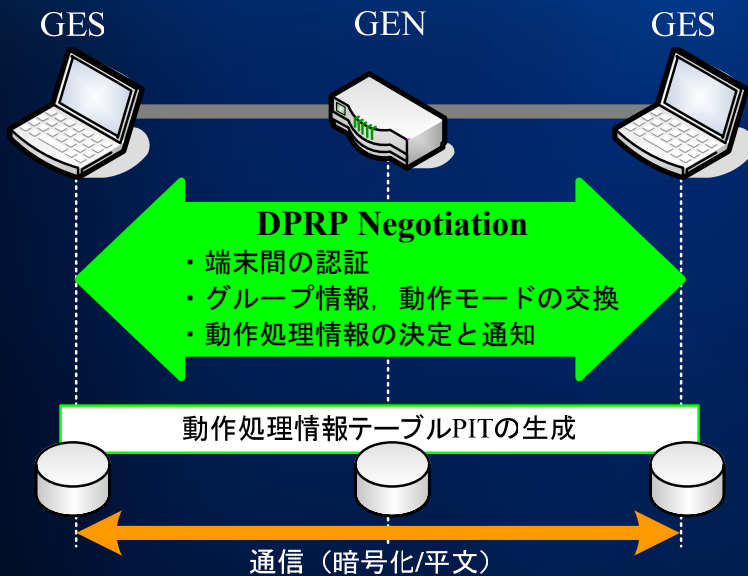 GES
GEN
GES
DPRP Negotiation
・端末間の認証
・グループ情報，動作モードの交換
・動作処理情報の決定と通知
動作処理情報テーブルPITの生成
通信（暗号化/平文）